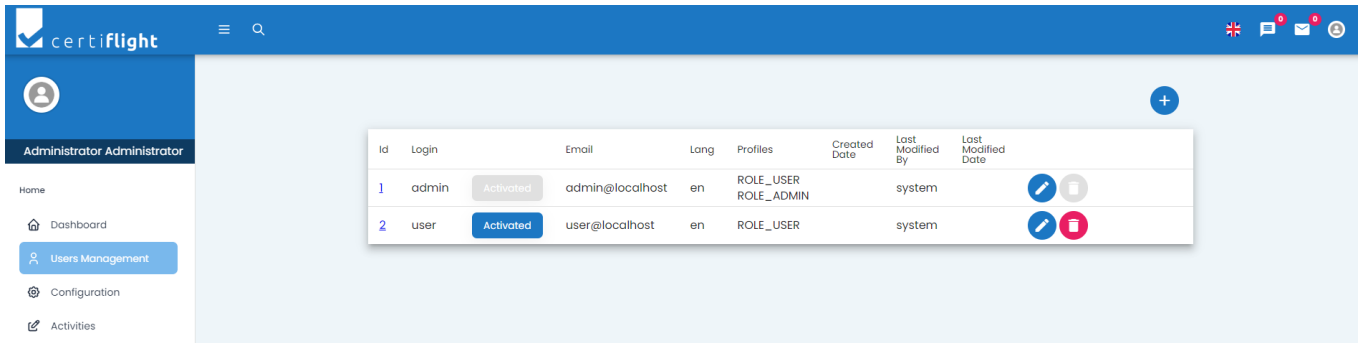 certiflight
0
0
Administrator Administrator
Home
Dashboard
Users Management
Configuration
Activities
Id Login Email Lang Profiles Created Date Last Modified By Last Modified Date
1 admin Activated admin@localhost en ROLE_USER ROLE_ADMIN system
2 user Activated user@localhost en ROLE_USER system